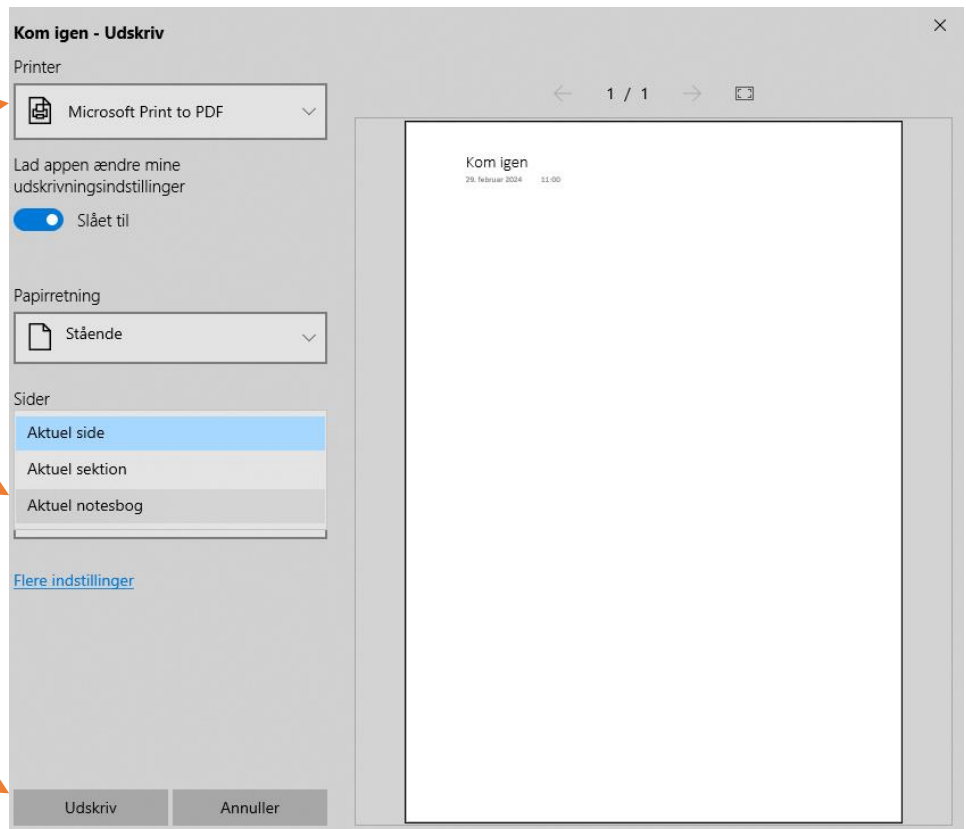 Kom igen - Udskriv
Printer
Microsoft Print to PDF
Lad appen ændre mine
udskrivningsindstillinger
Slået til
Papirretning
Stående
Sider
Aktuel side
Aktuel sektion
Aktuel notesbog
Flere indstillinger
Udskriv
Annuller
1 / 1
Kom igen
29. februar 2024 11:00